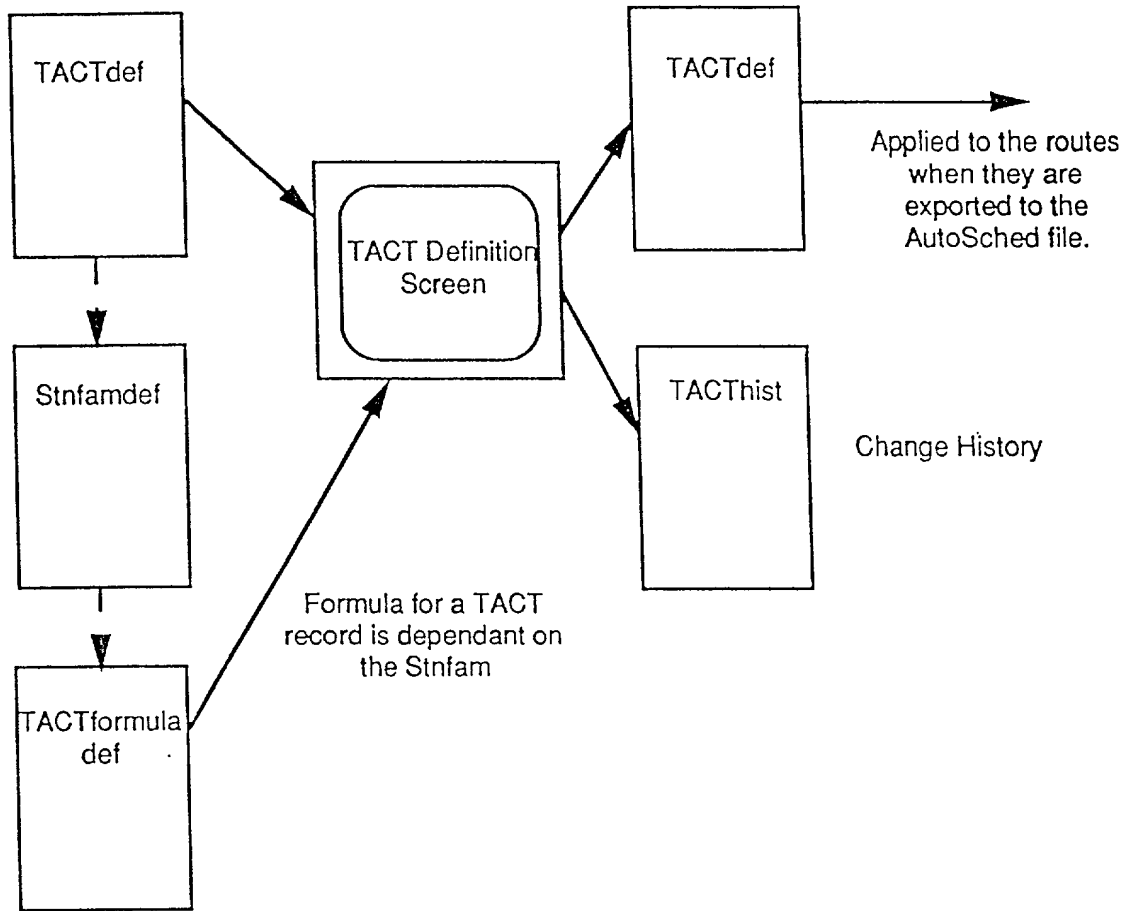 TACTdef
TACTdef
Applied to the routes
when they are
exported to the
AutoSched file.
TACT Definition
Screen
Stnfamdef
TACThist
Change History
Formula for a TACT
record is dependant on
the Stnfam
TACTformula
def